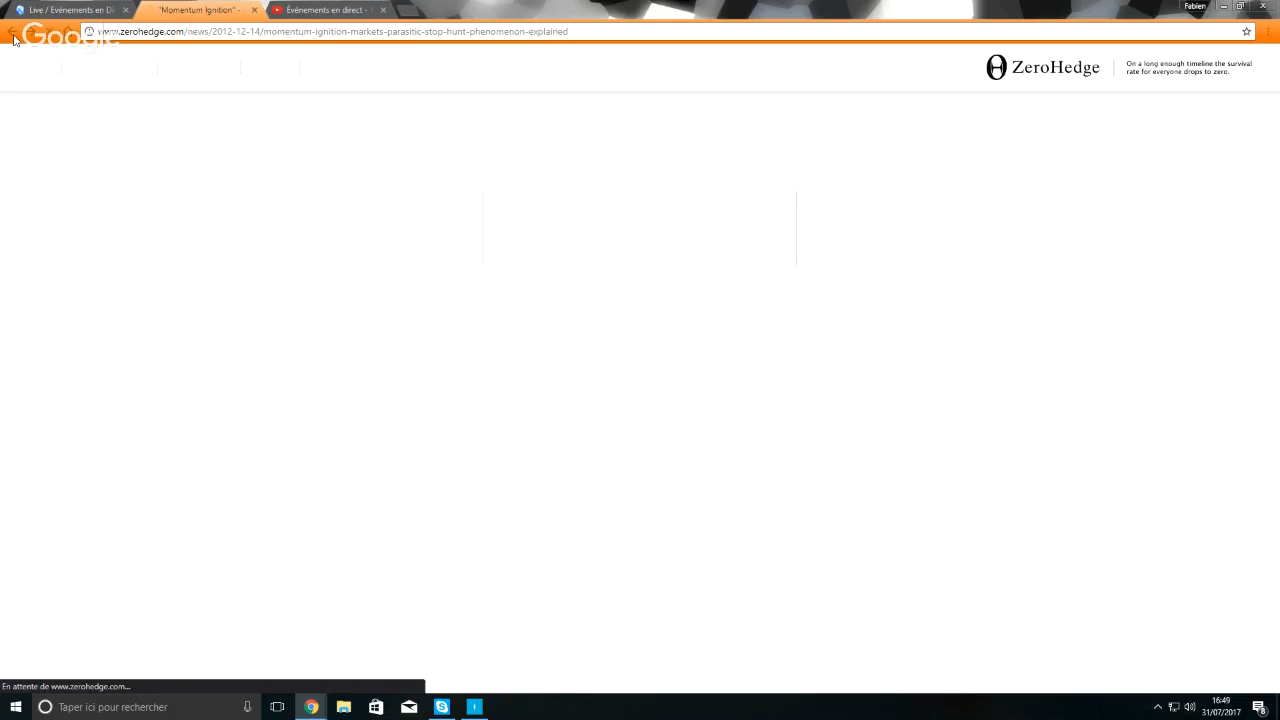 Live / Événements en Di
"Momentum Ignition" -
Événements en direct -
Fabien
www.zerohedge.com/news/2012-12-14/momentum-ignition-markets-parasitic-stop-hunt-phenomenon-explained
Google
ZeroHedge
On a long enough timeline the survival
rate for everyone drops to zero.
En attente de www.zerohedge.com...
Taper ici pour rechercher
16:49
31/07/2017
8